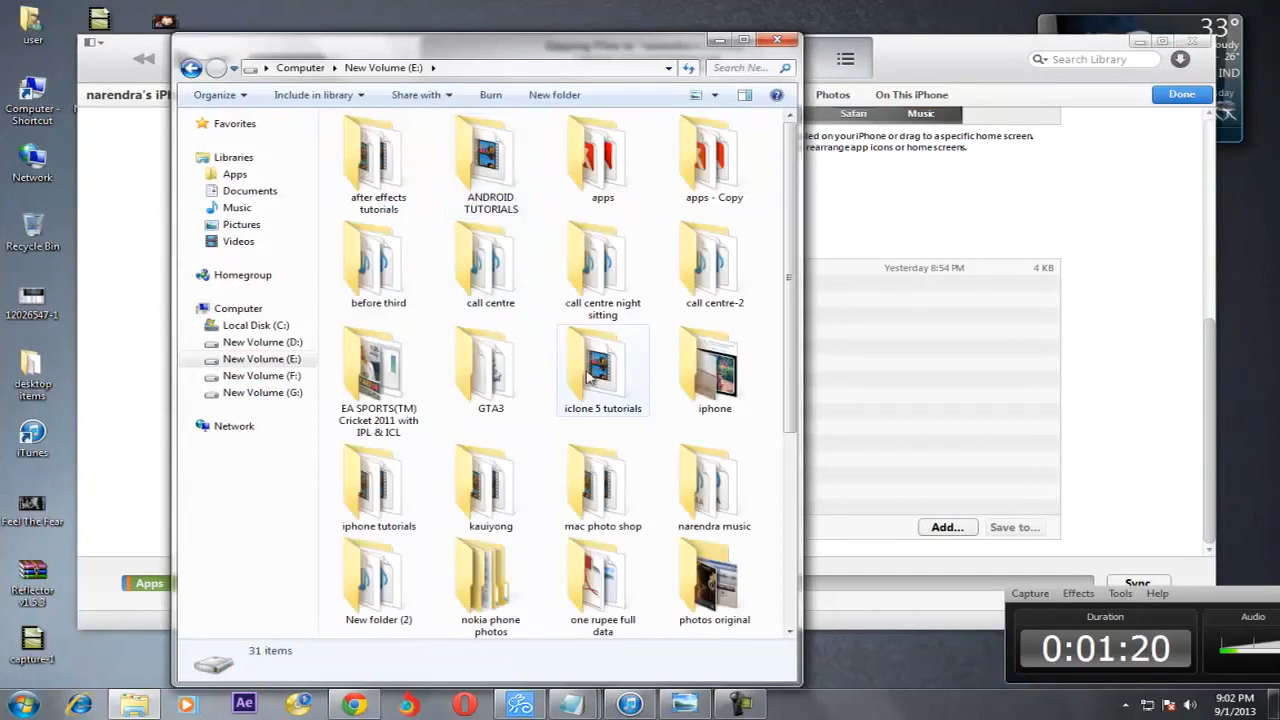 user
Computer - Shortcut
Network
Recycle Bin
12026547-1
desktop items
iTunes
Feel The Fear
Reflector v1.5.3
capture-1
narendra's iP
Computer
New Volume (E:)
Search Ne...
Organize
Include in library
Share with
Burn
New folder
Favorites
Libraries
Apps
Documents
Music
Pictures
Videos
Homegroup
Computer
Local Disk (C:)
New Volume (D:)
New Volume (E:)
New Volume (F:)
New Volume (G:)
Network
after effects tutorials
ANDROID TUTORIALS
apps
apps - Copy
before third
call centre
call centre night sitting
call centre-2
EA SPORTS(TM) Cricket 2011 with IPL & ICL
GTA3
iclone 5 tutorials
iphone
iphone tutorials
kauiyong
mac photo shop
narendra music
New folder (2)
nokia phone photos
one rupee full data
photos original
31 items
Search Library
Photos
On This iPhone
Done
Safari
Music
led on your iPhone or drag to a specific home screen.
rearrange app icons or home screens.
Yesterday 8:54 PM
4 KB
Add...
Save to...
Apps
Sync
33°
oudy
26°
IND
Capture
Effects
Tools
Help
Duration
Audio
0:01:20
Ae
9:02 PM
9/1/2013